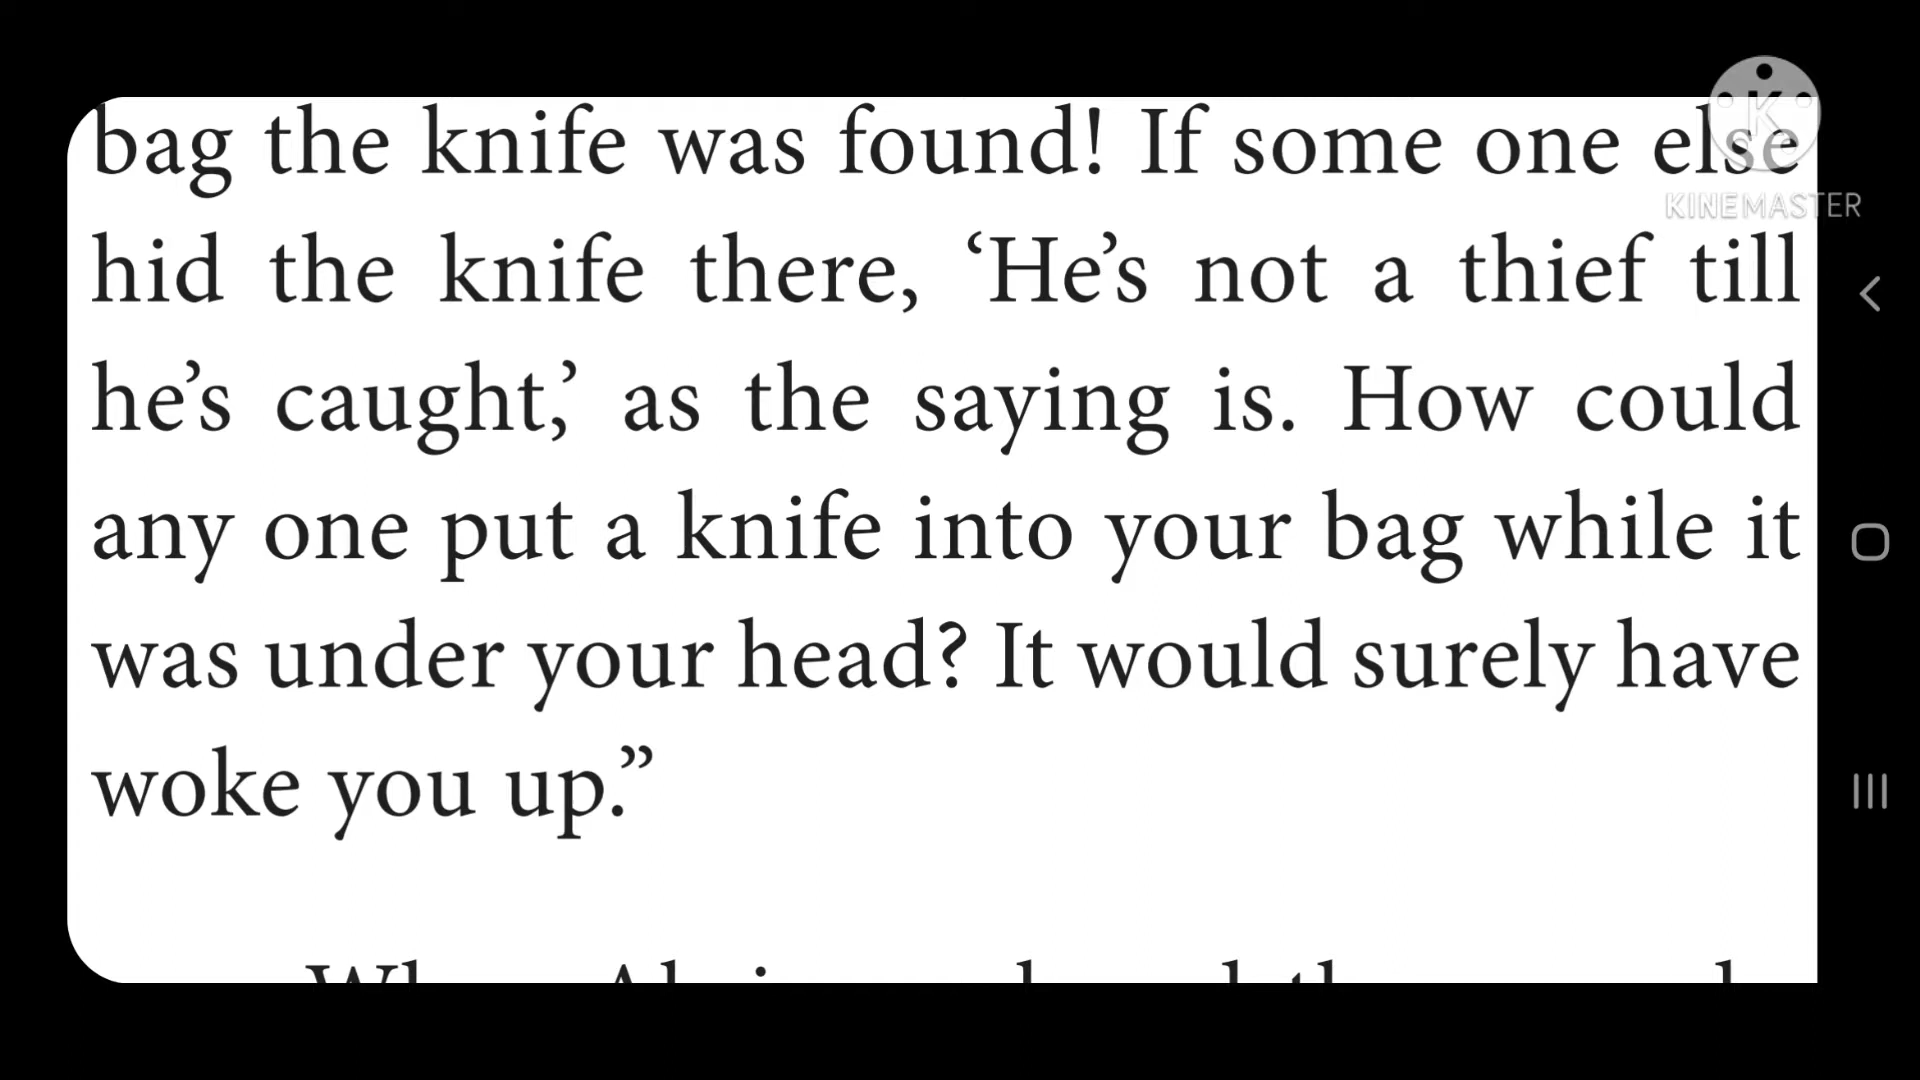 bag the knife was found! If some one else
hid the knife there, ‘He’s not a thief till
he’s caught,’ as the saying is. How could
any one put a knife into your bag while it
was under your head? It would surely have
woke you up.”
K
KINEMASTER